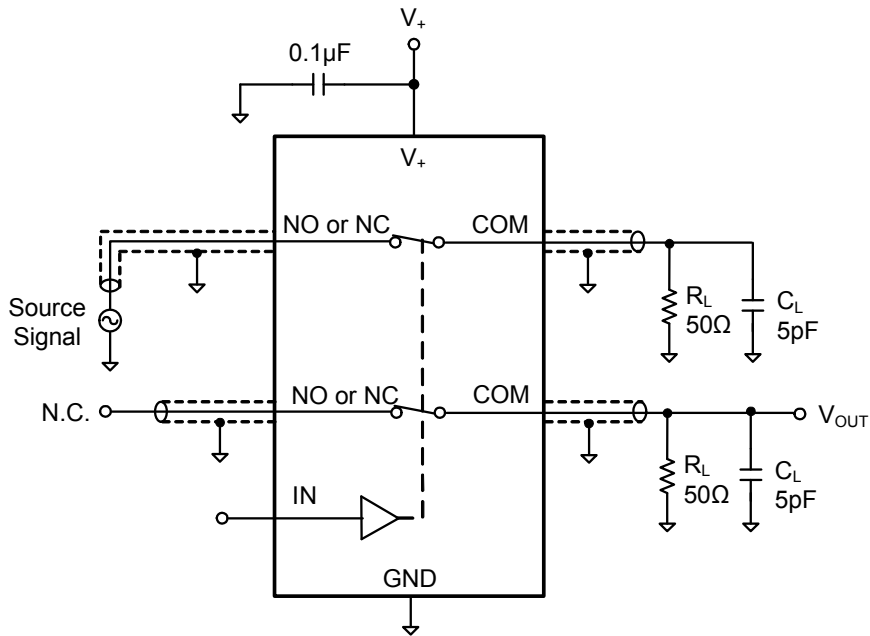 V+
0.1µF
V+
NO or NC
COM
Source
Signal
RL
50Ω
CL
5pF
N.C.
NO or NC
COM
VOUT
RL
50Ω
CL
5pF
IN
GND